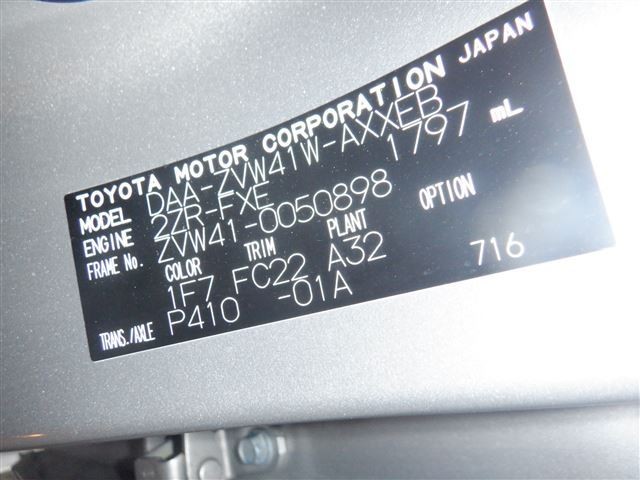 TOYOTA MOTOR CORPORATION JAPAN
MODEL DAA-ZVW41W-AXXEB
ENGINE 2ZR-FXE 1797 mL
FRAME No. ZVW41-0050898
COLOR TRIM PLANT OPTION
1F7 FC22 A32 716
TRANS./AXLE P410 -01A